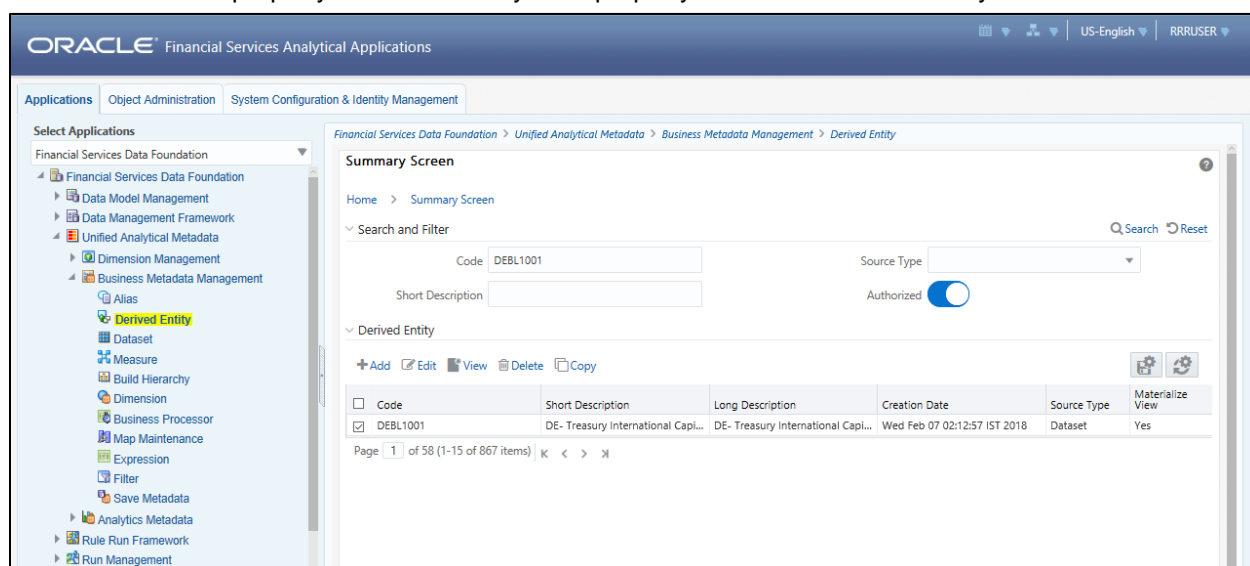 ORACLE® Financial Services Analytical Applications
US-English
RRRUSER
Applications Object Administration System Configuration & Identity Management
Select Applications
Financial Services Data Foundation
Financial Services Data Foundation
Data Model Management
Data Management Framework
Unified Analytical Metadata
Dimension Management
Business Metadata Management
Alias
Derived Entity
Dataset
Measure
Build Hierarchy
Dimension
Business Processor
Map Maintenance
Expression
Filter
Save Metadata
Analytics Metadata
Rule Run Framework
Run Management
Financial Services Data Foundation > Unified Analytical Metadata > Business Metadata Management > Derived Entity
Summary Screen
Home > Summary Screen
Search and Filter
Search Reset
Code DEBL1001
Source Type
Short Description
Authorized
Derived Entity
Add Edit View Delete Copy
Code Short Description Long Description Creation Date Source Type Materialize View
DEBL1001 DE- Treasury International Capi... DE- Treasury International Capi... Wed Feb 07 02:12:57 IST 2018 Dataset Yes
Page 1 of 58 (1-15 of 867 items)